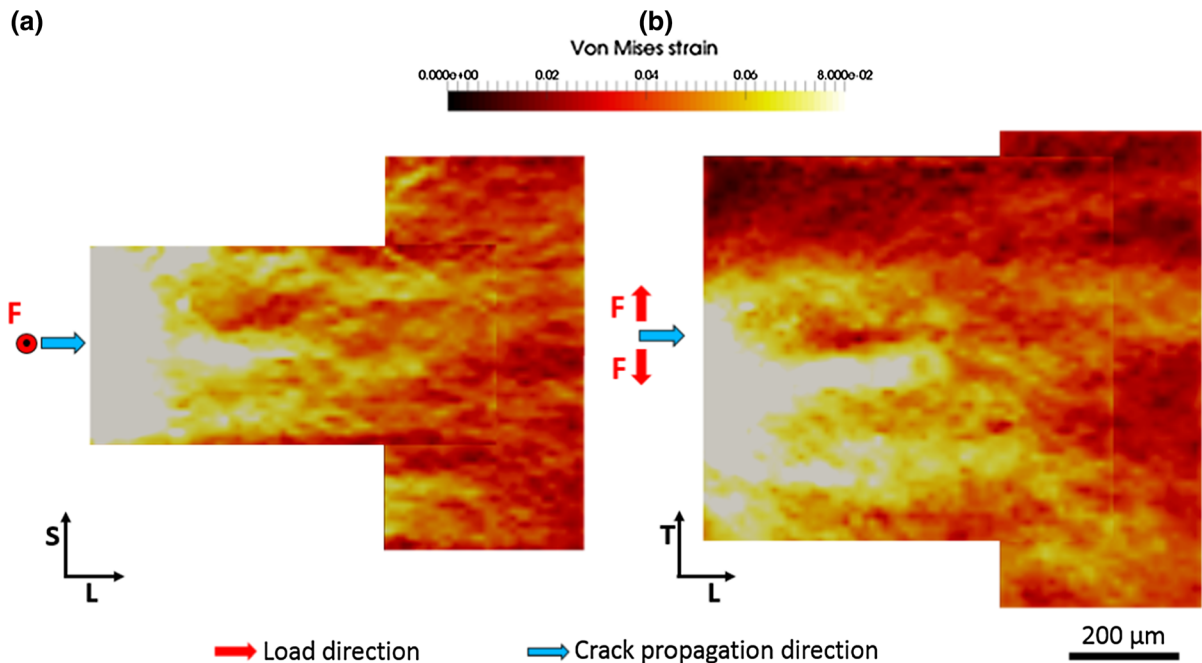 (a)
(b)
Von Mises strain
0.000e+00 0.02 0.04 0.06 8.000e-02
F
F
F
S
L
T
L
Load direction
Crack propagation direction
200 μm